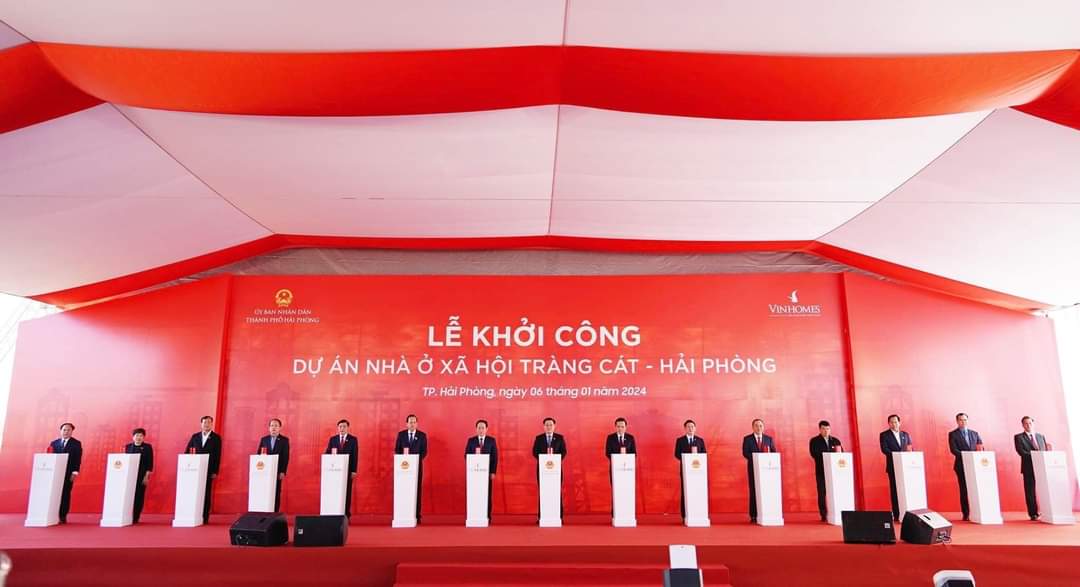 ỦY BAN NHÂN DÂN
THÀNH PHỐ HẢI PHÒNG
VINHOMES
LỄ KHỞI CÔNG
DỰ ÁN NHÀ Ở XÃ HỘI TRÀNG CÁT - HẢI PHÒNG
TP. Hải Phòng, ngày 06 tháng 01 năm 2024